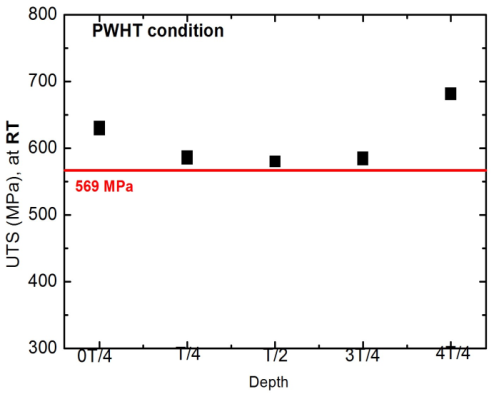 800
PWHT condition
700
600
569 MPa
500
400
300
UTS (MPa), at RT
0T/4 T/4 T/2 3T/4 4T/4
Depth